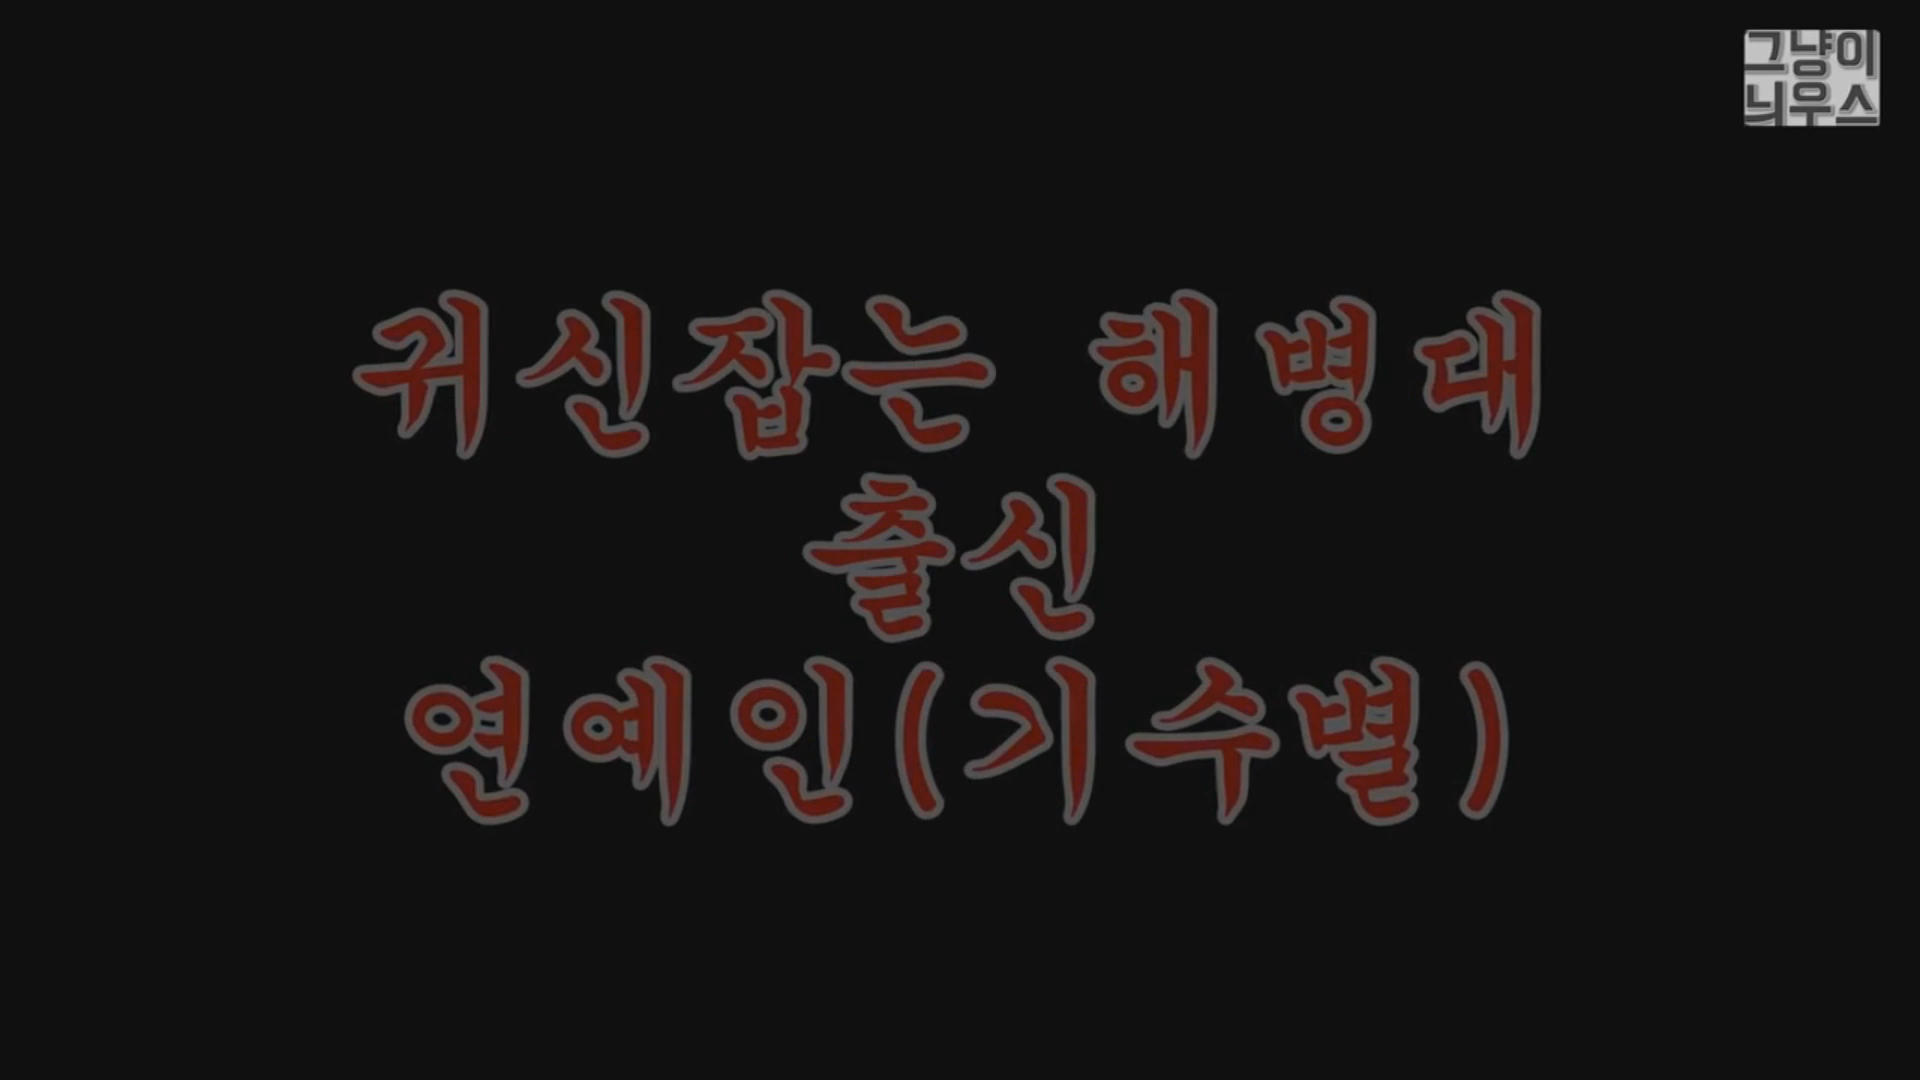 그냥이
늬우스
귀신잡는 해병대
출신
연예인(기수별)